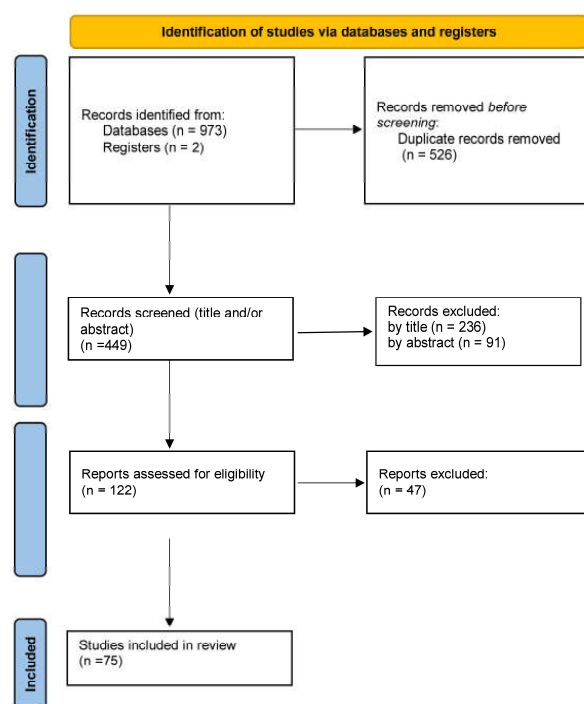 Identification of studies via databases and registers
Identification
Records identified from:
Databases (n = 973)
Registers (n = 2)
Records removed before
screening:
Duplicate records removed
(n = 526)
Records screened (title and/or
abstract)
(n =449)
Records excluded:
by title (n = 236)
by abstract (n = 91)
Reports assessed for eligibility
(n = 122)
Reports excluded:
(n = 47)
Included
Studies included in review
(n =75)